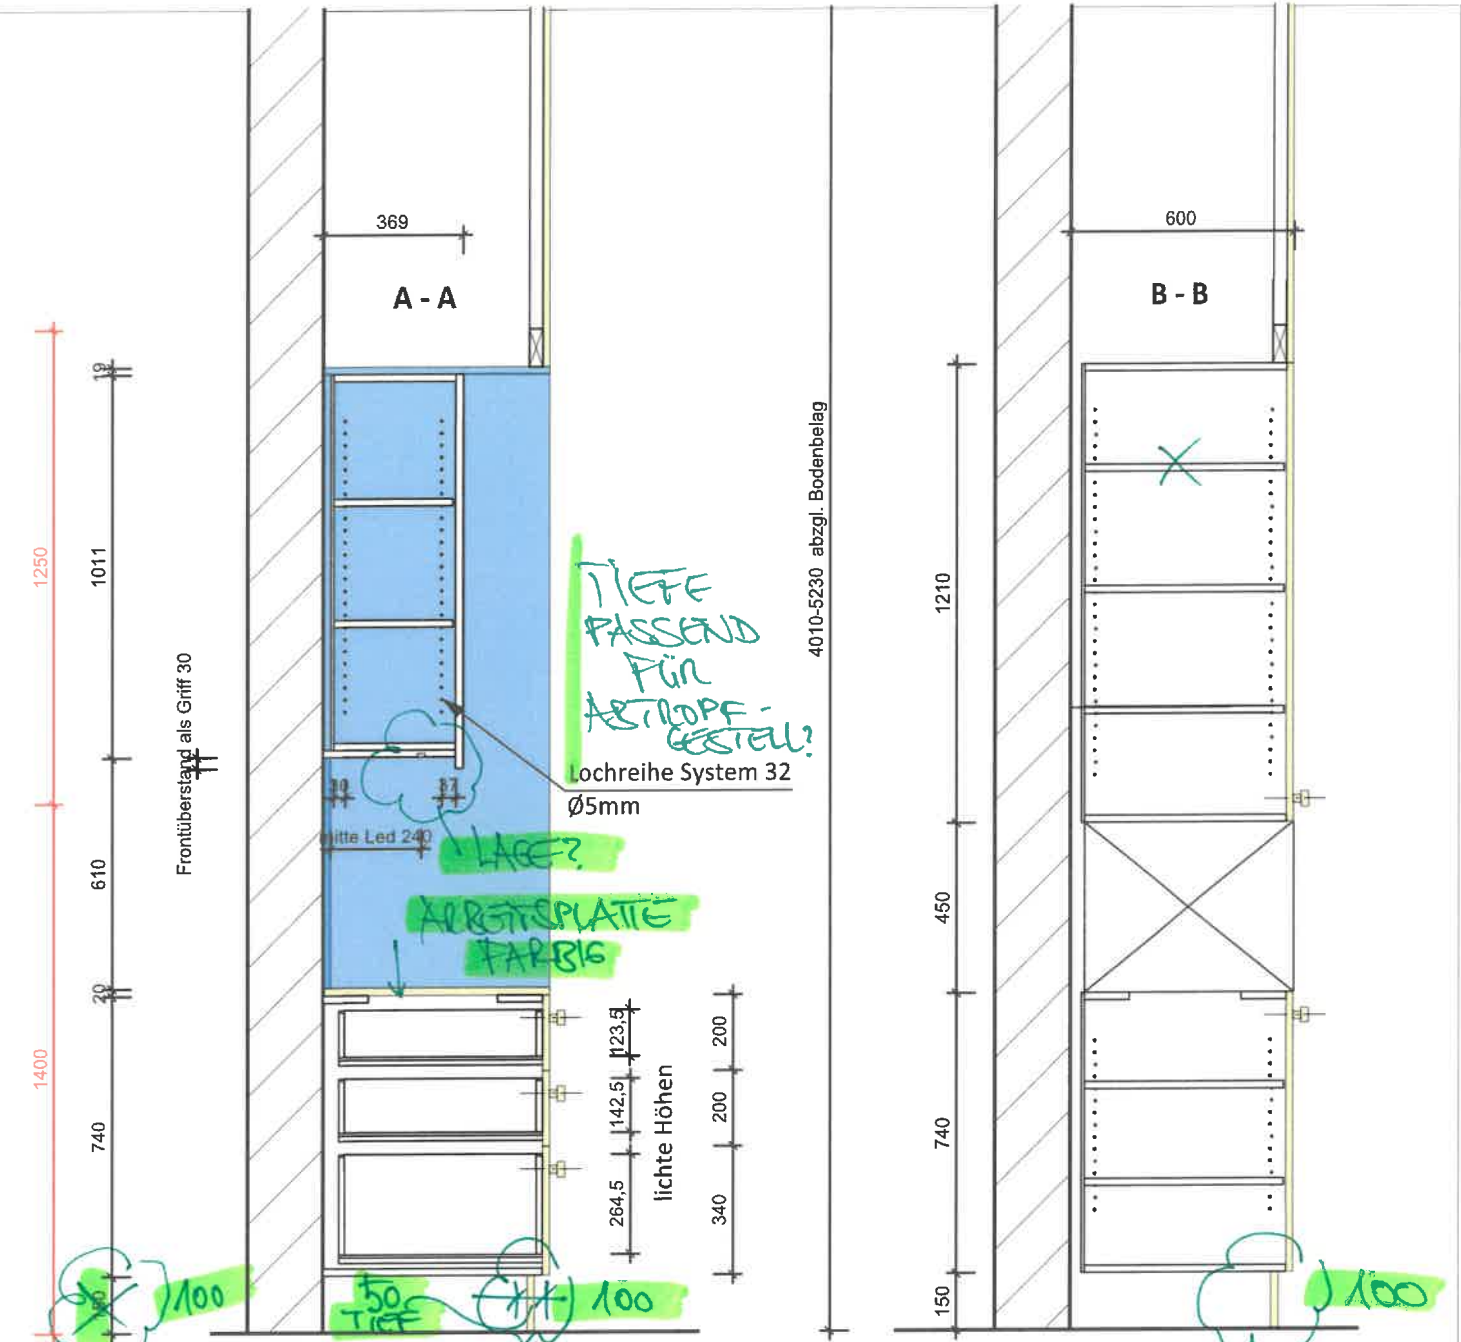 369
600
A - A
B - B
19
1250
1011
1210
4010-5230 abzgl. Bodenbelag
TIEFE
PASSEND
FÜR
ABTROPF-
GESTELL?
Frontüberstand als Griff 30
Lochreihe System 32
Ø5mm
37
Mitte Led 240
LAGE?
610
450
ARBEITSPLATTE
FARBIG
20
123,5
200
1400
142,5
200
lichte Höhen
740
740
264,5
340
100
50
TIEF
100
150
100